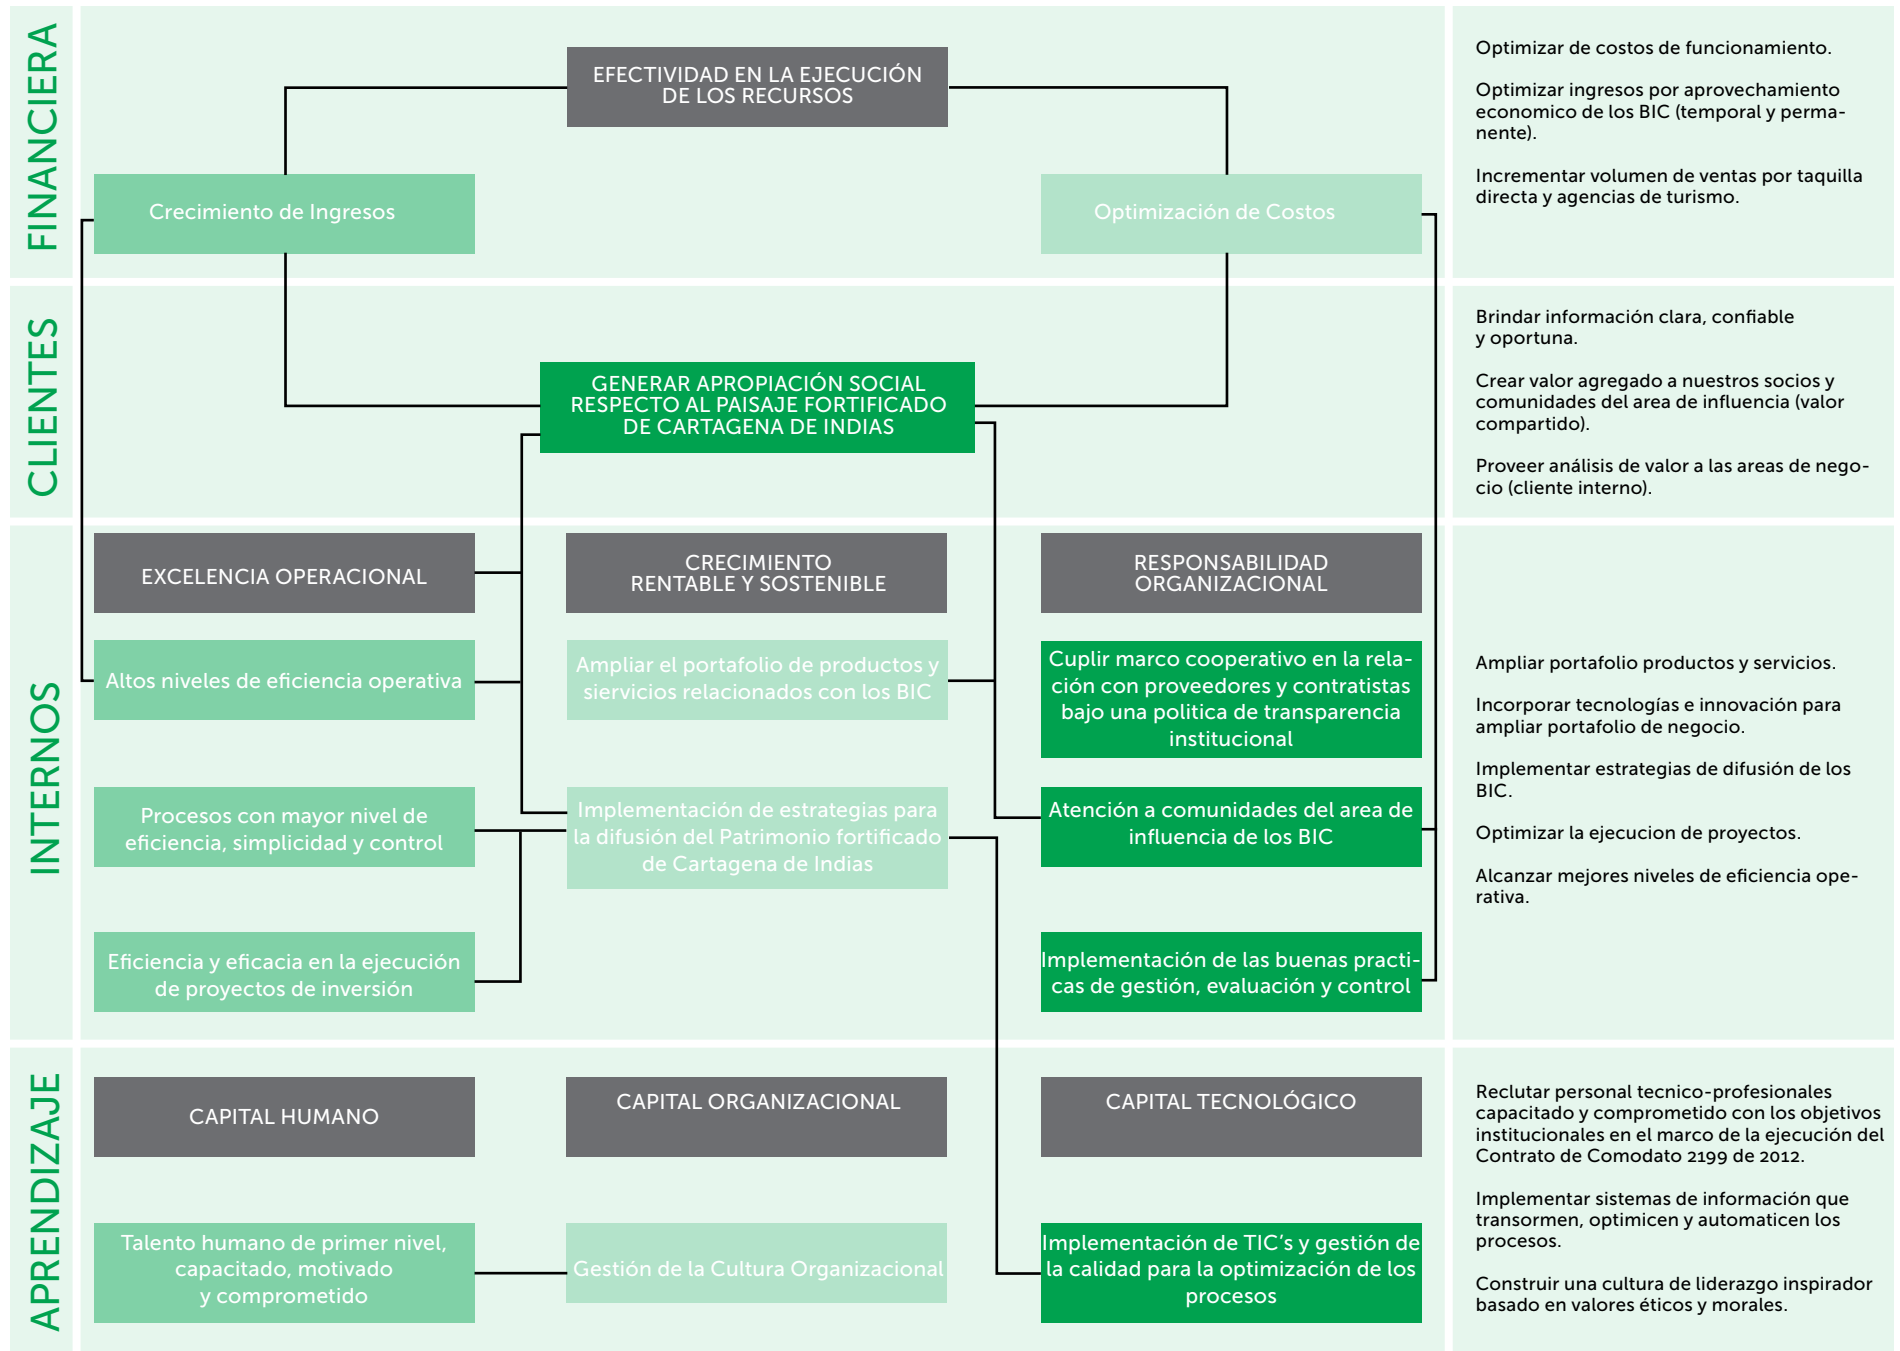 FINANCIERA
EFECTIVIDAD EN LA EJECUCIÓN
DE LOS RECURSOS
Crecimiento de Ingresos
Optimización de Costos
Optimizar de costos de funcionamiento.
Optimizar ingresos por aprovechamiento
economico de los BIC (temporal y perma-
nente).
Incrementar volumen de ventas por taquilla
directa y agencias de turismo.
CLIENTES
GENERAR APROPIACIÓN SOCIAL
RESPECTO AL PAISAJE FORTIFICADO
DE CARTAGENA DE INDIAS
Brindar información clara, confiable
y oportuna.
Crear valor agregado a nuestros socios y
comunidades del area de influencia (valor
compartido).
Proveer análisis de valor a las areas de nego-
cio (cliente interno).
INTERNOS
EXCELENCIA OPERACIONAL
Altos niveles de eficiencia operativa
Procesos con mayor nivel de
eficiencia, simplicidad y control
Eficiencia y eficacia en la ejecución
de proyectos de inversión
CRECIMIENTO
RENTABLE Y SOSTENIBLE
Ampliar el portafolio de productos y
siervicios relacionados con los BIC
Implementación de estrategias para
la difusión del Patrimonio fortificado
de Cartagena de Indias
RESPONSABILIDAD
ORGANIZACIONAL
Cuplir marco cooperativo en la rela-
ción con proveedores y contratistas
bajo una politica de transparencia
institucional
Atención a comunidades del area de
influencia de los BIC
Implementación de las buenas practi-
cas de gestión, evaluación y control
Ampliar portafolio productos y servicios.
Incorporar tecnologías e innovación para
ampliar portafolio de negocio.
Implementar estrategias de difusión de los
BIC.
Optimizar la ejecucion de proyectos.
Alcanzar mejores niveles de eficiencia ope-
rativa.
APRENDIZAJE
CAPITAL HUMANO
Talento humano de primer nivel,
capacitado, motivado
y comprometido
CAPITAL ORGANIZACIONAL
Gestión de la Cultura Organizacional
CAPITAL TECNOLÓGICO
Implementación de TIC‘s y gestión de
la calidad para la optimización de los
procesos
Reclutar personal tecnico-profesionales
capacitado y comprometido con los objetivos
institucionales en el marco de la ejecución del
Contrato de Comodato 2199 de 2012.
Implementar sistemas de información que
transormen, optimicen y automaticen los
procesos.
Construir una cultura de liderazgo inspirador
basado en valores éticos y morales.